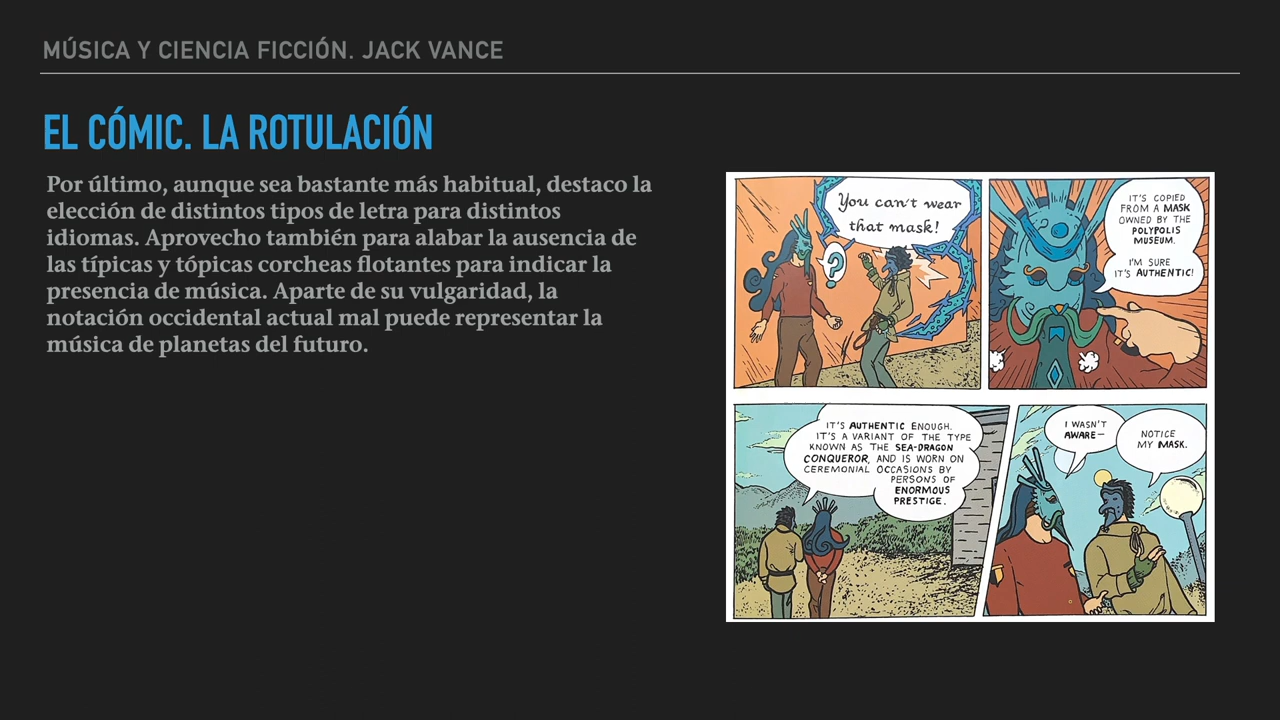 MÚSICA Y CIENCIA FICCIÓN. JACK VANCE
EL CÓMIC. LA ROTULACIÓN
Por último, aunque sea bastante más habitual, destaco la
elección de distintos tipos de letra para distintos
idiomas. Aprovecho también para alabar la ausencia de
las típicas y tópicas corcheas flotantes para indicar la
presencia de música. Aparte de su vulgaridad, la
notación occidental actual mal puede representar la
música de planetas del futuro.
You can't wear
that mask!
?
IT'S COPIED
FROM A MASK
OWNED BY THE
POLYPOLIS
MUSEUM.
I'M SURE
IT'S AUTHENTIC!
IT'S AUTHENTIC ENOUGH.
IT'S A VARIANT OF THE TYPE
KNOWN AS THE SEA-DRAGON
CONQUEROR, AND IS WORN ON
CEREMONIAL OCCASIONS BY
PERSONS OF
ENORMOUS
PRESTIGE.
I WASN'T
AWARE—
NOTICE
MY MASK.